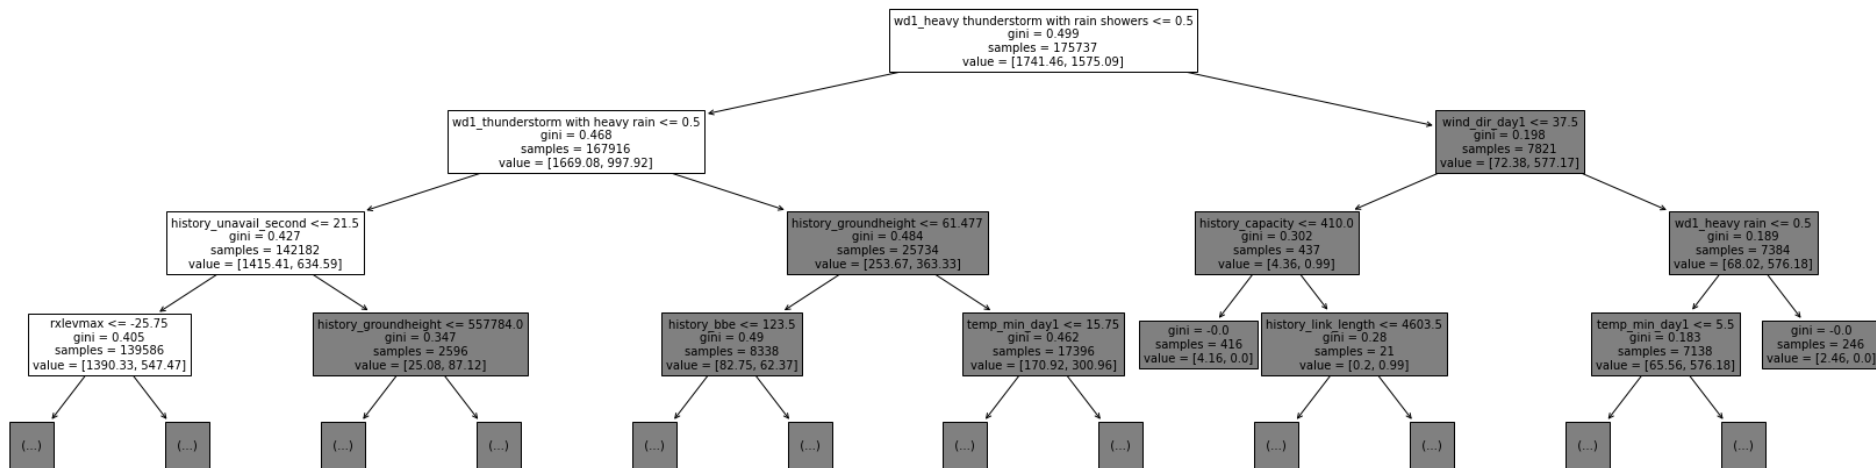 wd1_heavy thunderstorm with rain showers <= 0.5
gini = 0.499
samples = 175737
value = [1741.46, 1575.09]
wd1_thunderstorm with heavy rain <= 0.5
gini = 0.468
samples = 167916
value = [1669.08, 997.92]
wind_dir_day1 <= 37.5
gini = 0.198
samples = 7821
value = [72.38, 577.17]
history_unavail_second <= 21.5
gini = 0.427
samples = 142182
value = [1415.41, 634.59]
history_groundheight <= 61.477
gini = 0.484
samples = 25734
value = [253.67, 363.33]
history_capacity <= 410.0
gini = 0.302
samples = 437
value = [4.36, 0.99]
wd1_heavy rain <= 0.5
gini = 0.189
samples = 7384
value = [68.02, 576.18]
rxlevmax <= -25.75
gini = 0.405
samples = 139586
value = [1390.33, 547.47]
history_groundheight <= 557784.0
gini = 0.347
samples = 2596
value = [25.08, 87.12]
history_bbe <= 123.5
gini = 0.49
samples = 8338
value = [82.75, 62.37]
temp_min_day1 <= 15.75
gini = 0.462
samples = 17396
value = [170.92, 300.96]
gini = -0.0
samples = 416
value = [4.16, 0.0]
history_link_length <= 4603.5
gini = 0.28
samples = 21
value = [0.2, 0.99]
temp_min_day1 <= 5.5
gini = 0.183
samples = 7138
value = [65.56, 576.18]
gini = -0.0
samples = 246
value = [2.46, 0.0]
(...)
(...)
(...)
(...)
(...)
(...)
(...)
(...)
(...)
(...)
(...)
(...)